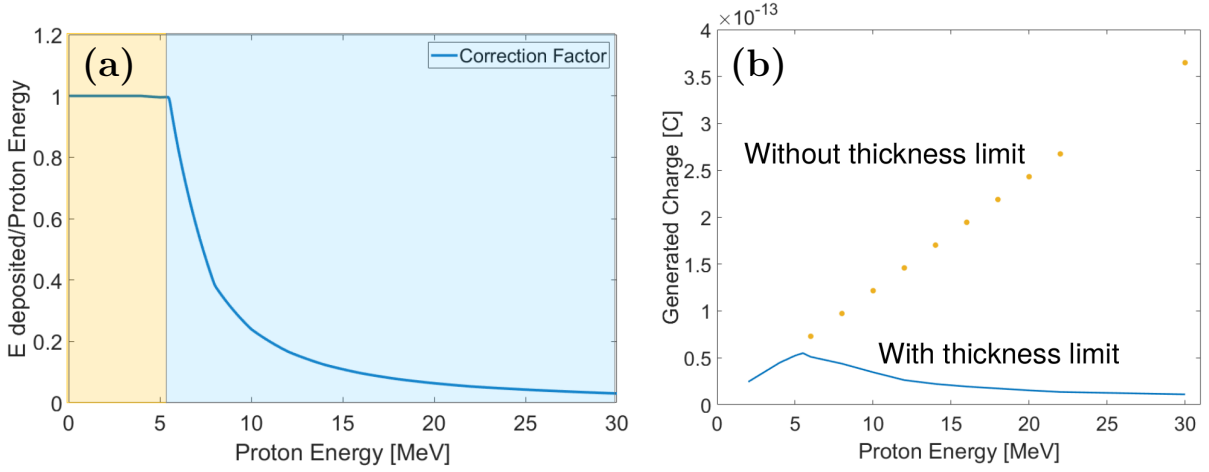 (a)
Correction Factor
E deposited/Proton Energy
1.2
1
0.8
0.6
0.4
0.2
0
0 5 10 15 20 25 30
Proton Energy [MeV]
(b)
×10-13
Without thickness limit
With thickness limit
Generated Charge [C]
4
3.5
3
2.5
2
1.5
1
0.5
0
0 5 10 15 20 25 30
Proton Energy [MeV]